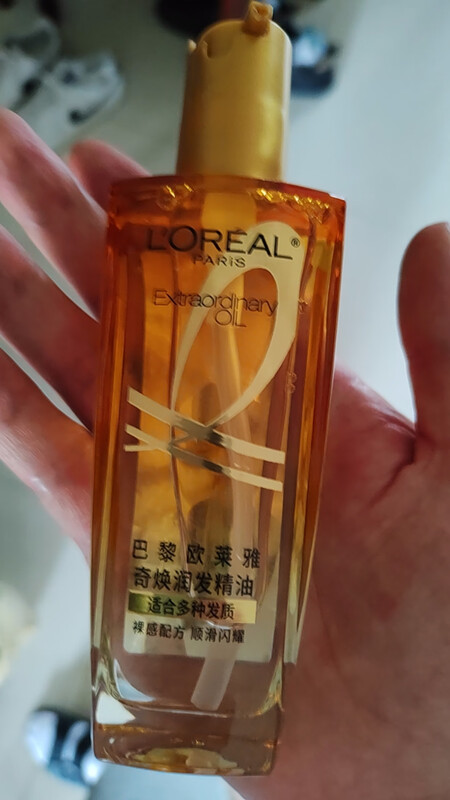 L'ORÉAL®
PARIS
Extraordinary
OIL
巴黎欧莱雅
奇焕润发精油
适合多种发质
裸感配方 顺滑闪耀